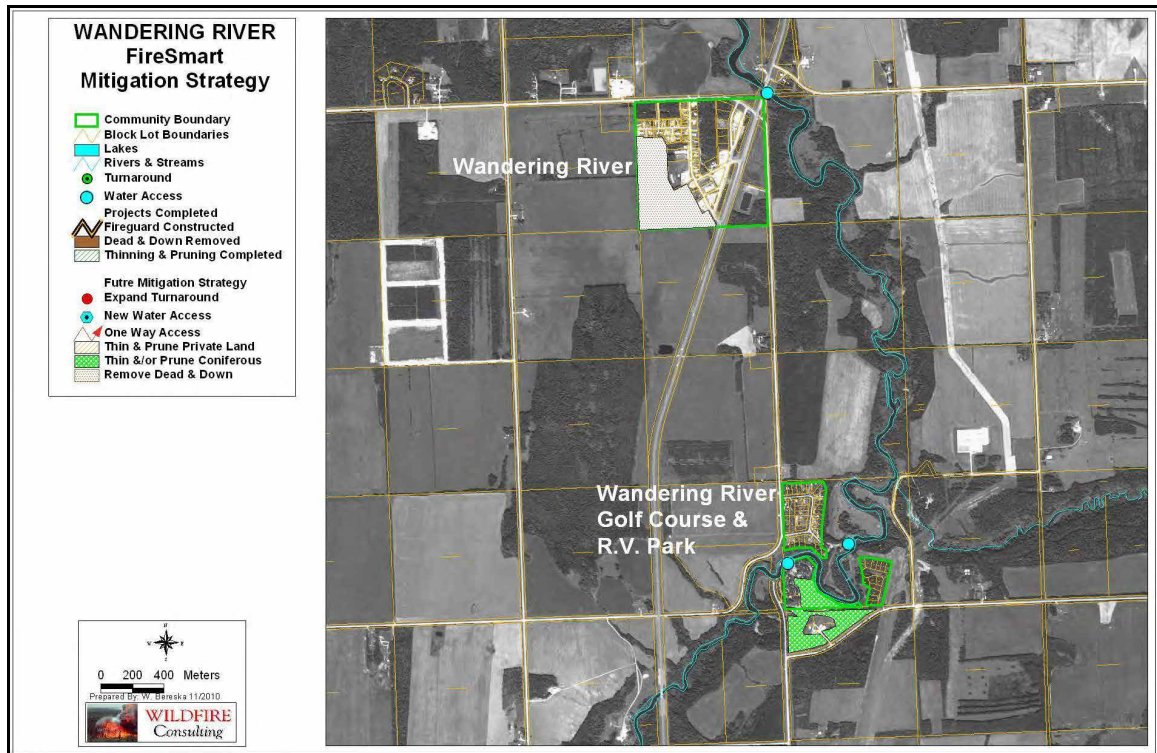 WANDERING RIVER
FireSmart
Mitigation Strategy
Community Boundary
Block Lot Boundaries
Lakes
Rivers & Streams
Turnaround
Water Access
Projects Completed
Fireguard Constructed
Dead & Down Removed
Thinning & Pruning Completed
Futre Mitigation Strategy
Expand Turnaround
New Water Access
One Way Access
Thin & Prune Private Land
Thin &/or Prune Coniferous
Remove Dead & Down
Wandering River
Wandering River
Golf Course &
R.V. Park
N
W E
S
0 200 400 Meters
Prepared By: W. Bereska 11/2010
WILDFIRE
Consulting